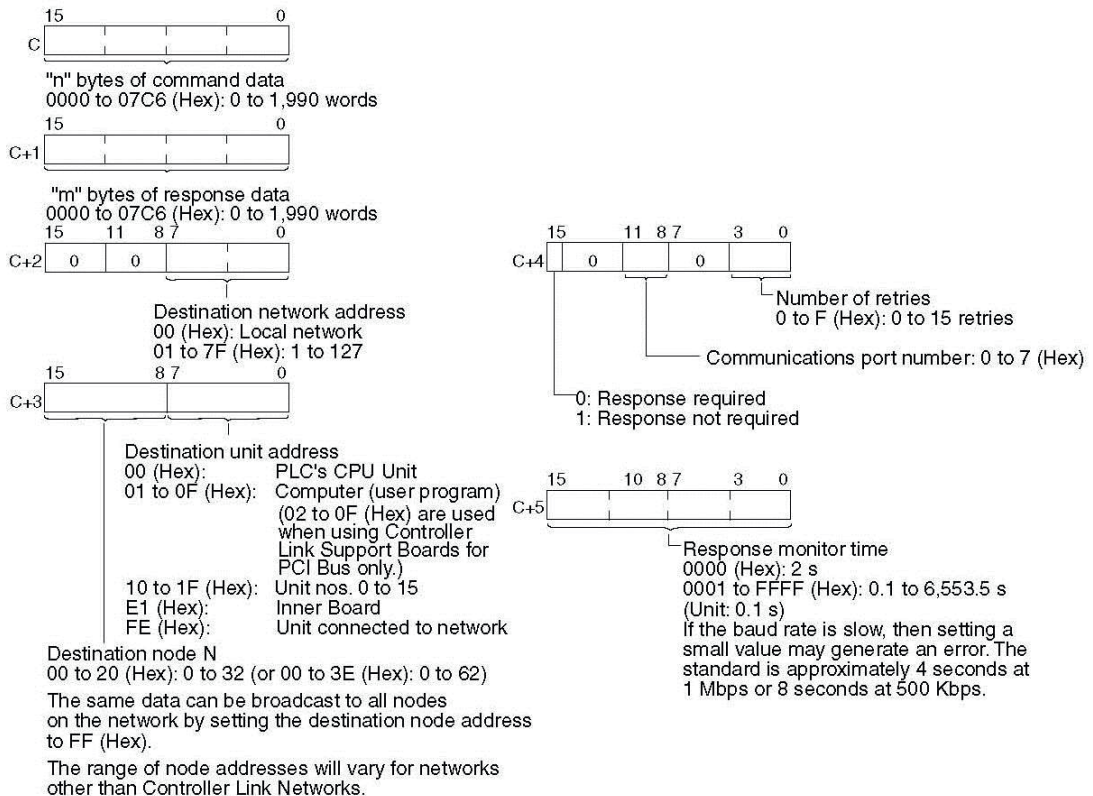 15 0
C
"n" bytes of command data
0000 to 07C6 (Hex): 0 to 1,990 words
15 0
C+1
"m" bytes of response data
0000 to 07C6 (Hex): 0 to 1,990 words
15 11 8 7 0
C+2 0 0
Destination network address
00 (Hex): Local network
01 to 7F (Hex): 1 to 127
15 8 7 0
C+3
Destination unit address
00 (Hex): PLC's CPU Unit
01 to 0F (Hex): Computer (user program)
(02 to 0F (Hex) are used
when using Controller
Link Support Boards for
PCI Bus only.)
10 to 1F (Hex): Unit nos. 0 to 15
E1 (Hex): Inner Board
FE (Hex): Unit connected to network
Destination node N
00 to 20 (Hex): 0 to 32 (or 00 to 3E (Hex): 0 to 62)
The same data can be broadcast to all nodes
on the network by setting the destination node address
to FF (Hex).
The range of node addresses will vary for networks
other than Controller Link Networks.
15 11 8 7 3 0
C+4 0 0
Number of retries
0 to F (Hex): 0 to 15 retries
Communications port number: 0 to 7 (Hex)
0: Response required
1: Response not required
15 10 8 7 3 0
C+5
Response monitor time
0000 (Hex): 2 s
0001 to FFFF (Hex): 0.1 to 6,553.5 s
(Unit: 0.1 s)
If the baud rate is slow, then setting a
small value may generate an error. The
standard is approximately 4 seconds at
1 Mbps or 8 seconds at 500 Kbps.